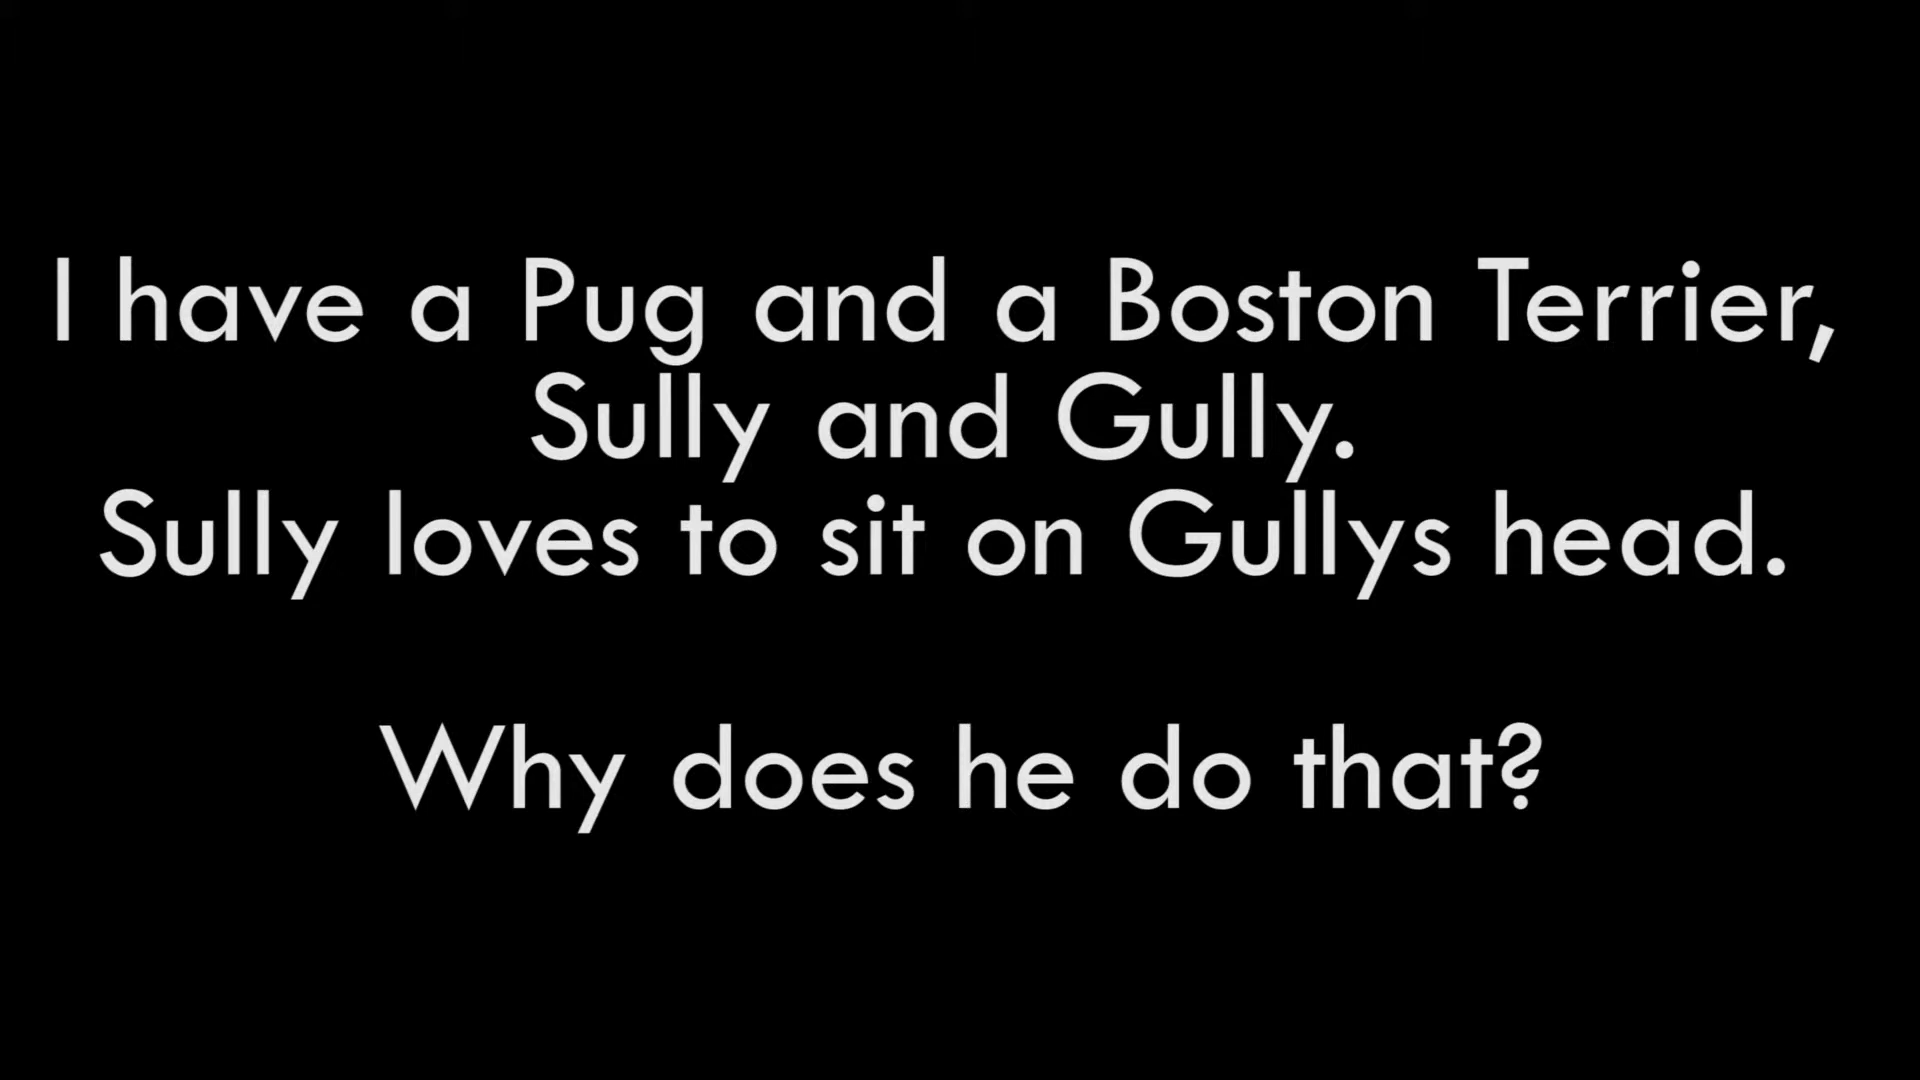 I have a Pug and a Boston Terrier,
Sully and Gully.
Sully loves to sit on Gullys head.
Why does he do that?